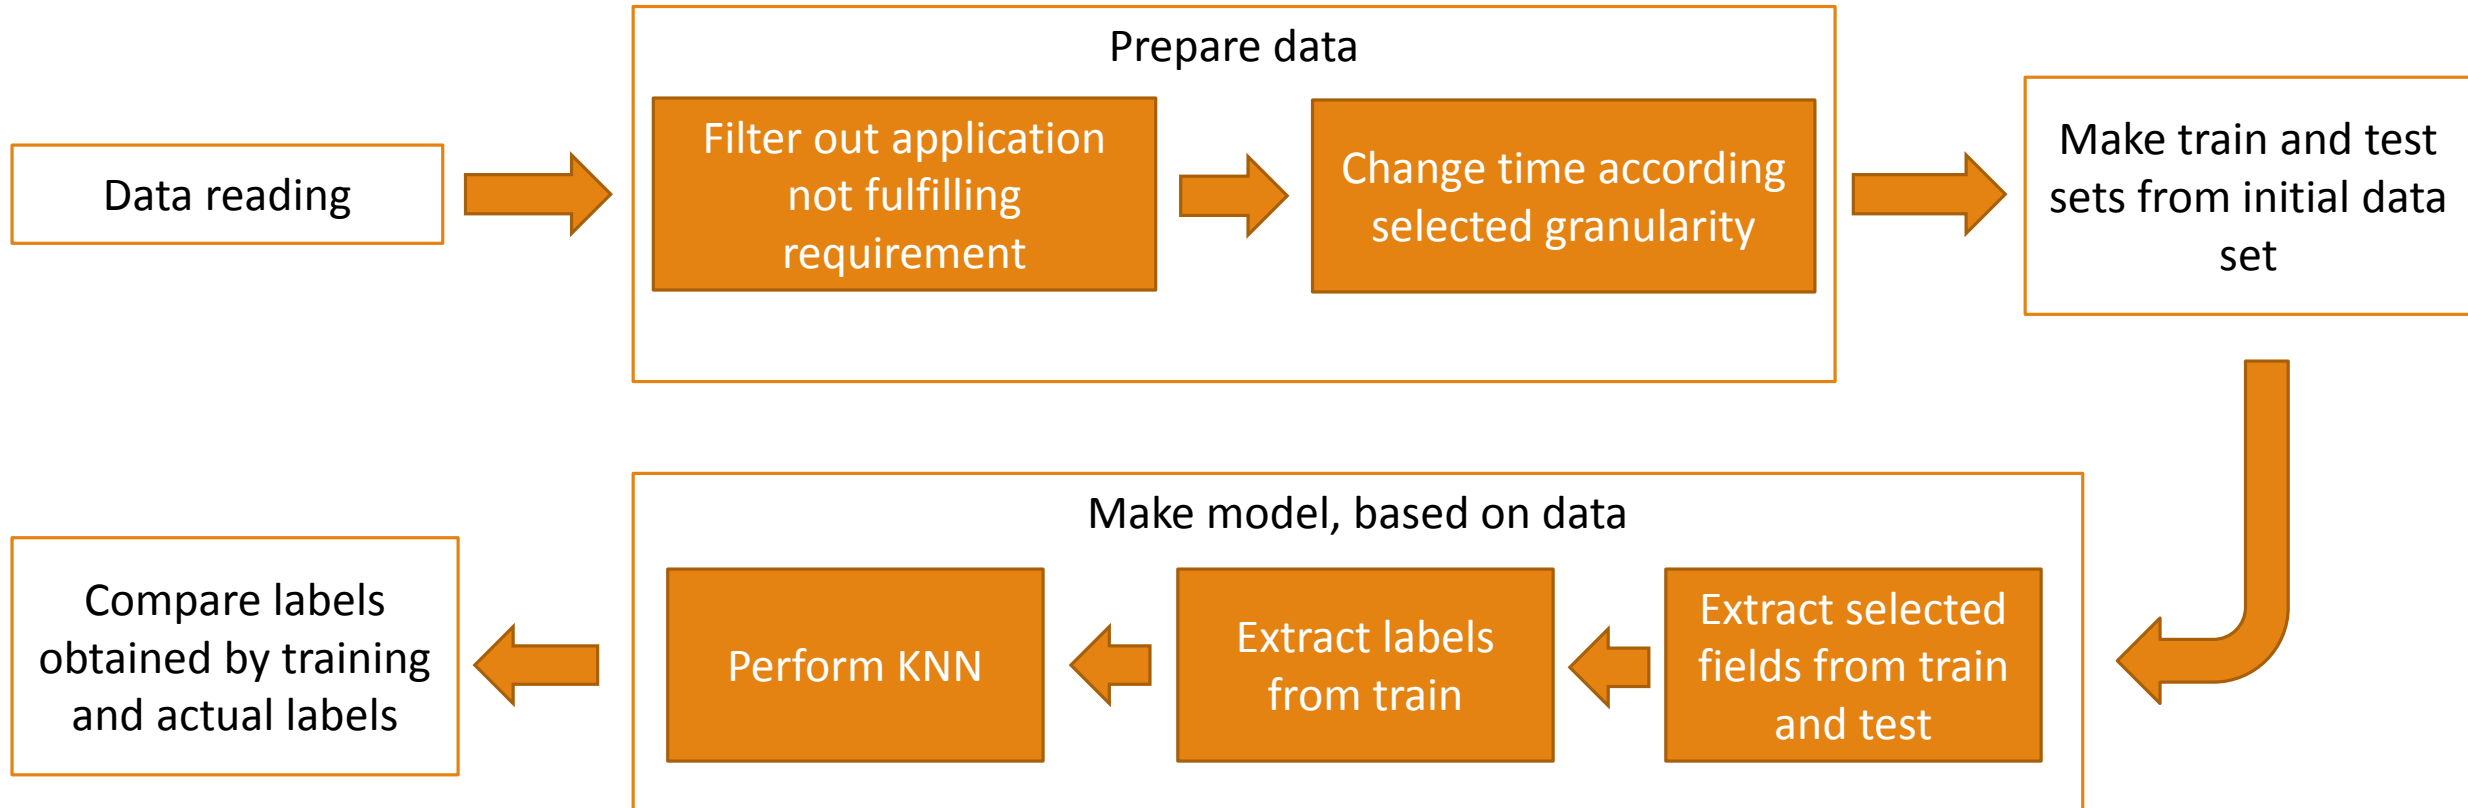 Prepare data
Data reading
Filter out application
not fulfilling
requirement
Change time according
selected granularity
Make train and test
sets from initial data
set
Make model, based on data
Extract selected
fields from train
and test
Extract labels
from train
Perform KNN
Compare labels
obtained by training
and actual labels